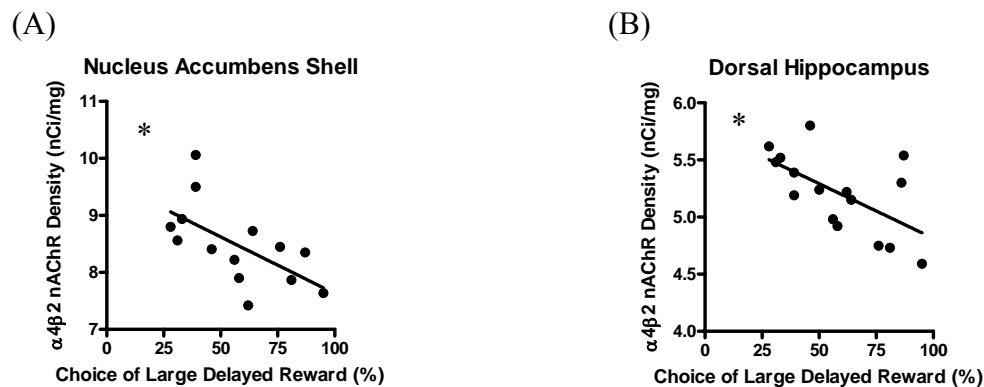 (A)
Nucleus Accumbens Shell
α4β2 nAChR Density (nCi/mg)
11
10
9
8
7
*
0
25
50
75
100
Choice of Large Delayed Reward (%)
(B)
Dorsal Hippocampus
α4β2 nAChR Density (nCi/mg)
6.0
5.5
5.0
4.5
4.0
*
0
25
50
75
100
Choice of Large Delayed Reward (%)